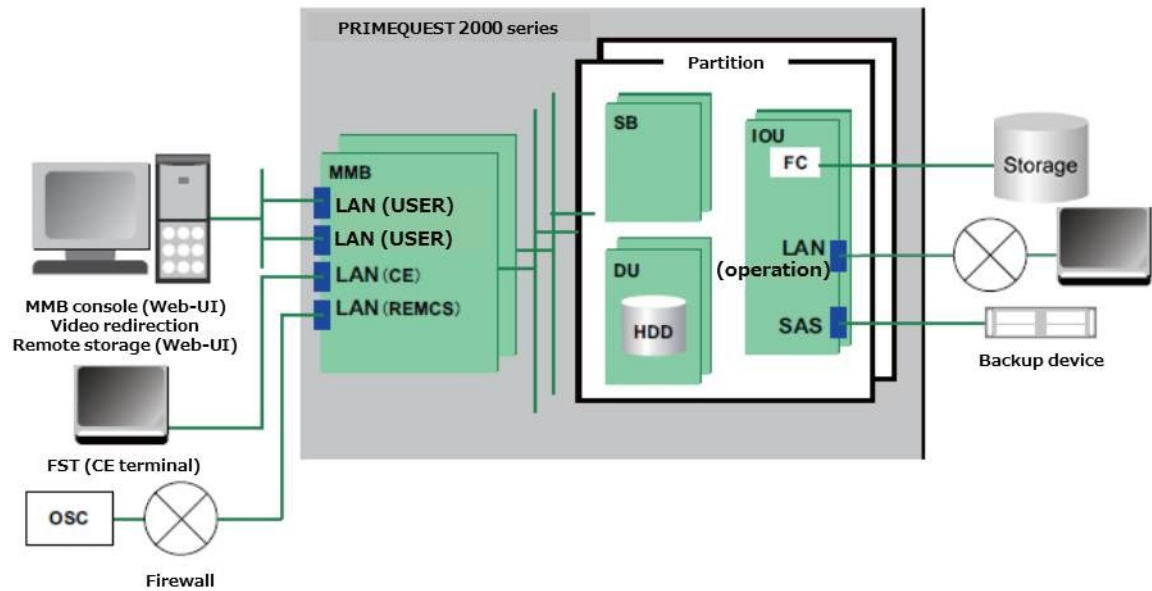 PRIMEQUEST 2000 series
Partition
SB
IOU
FC
Storage
MMB
LAN (USER)
LAN (USER)
LAN (CE)
LAN (REMCS)
DU
HDD
LAN
(operation)
SAS
Backup device
MMB console (Web-UI)
Video redirection
Remote storage (Web-UI)
FST (CE terminal)
OSC
Firewall